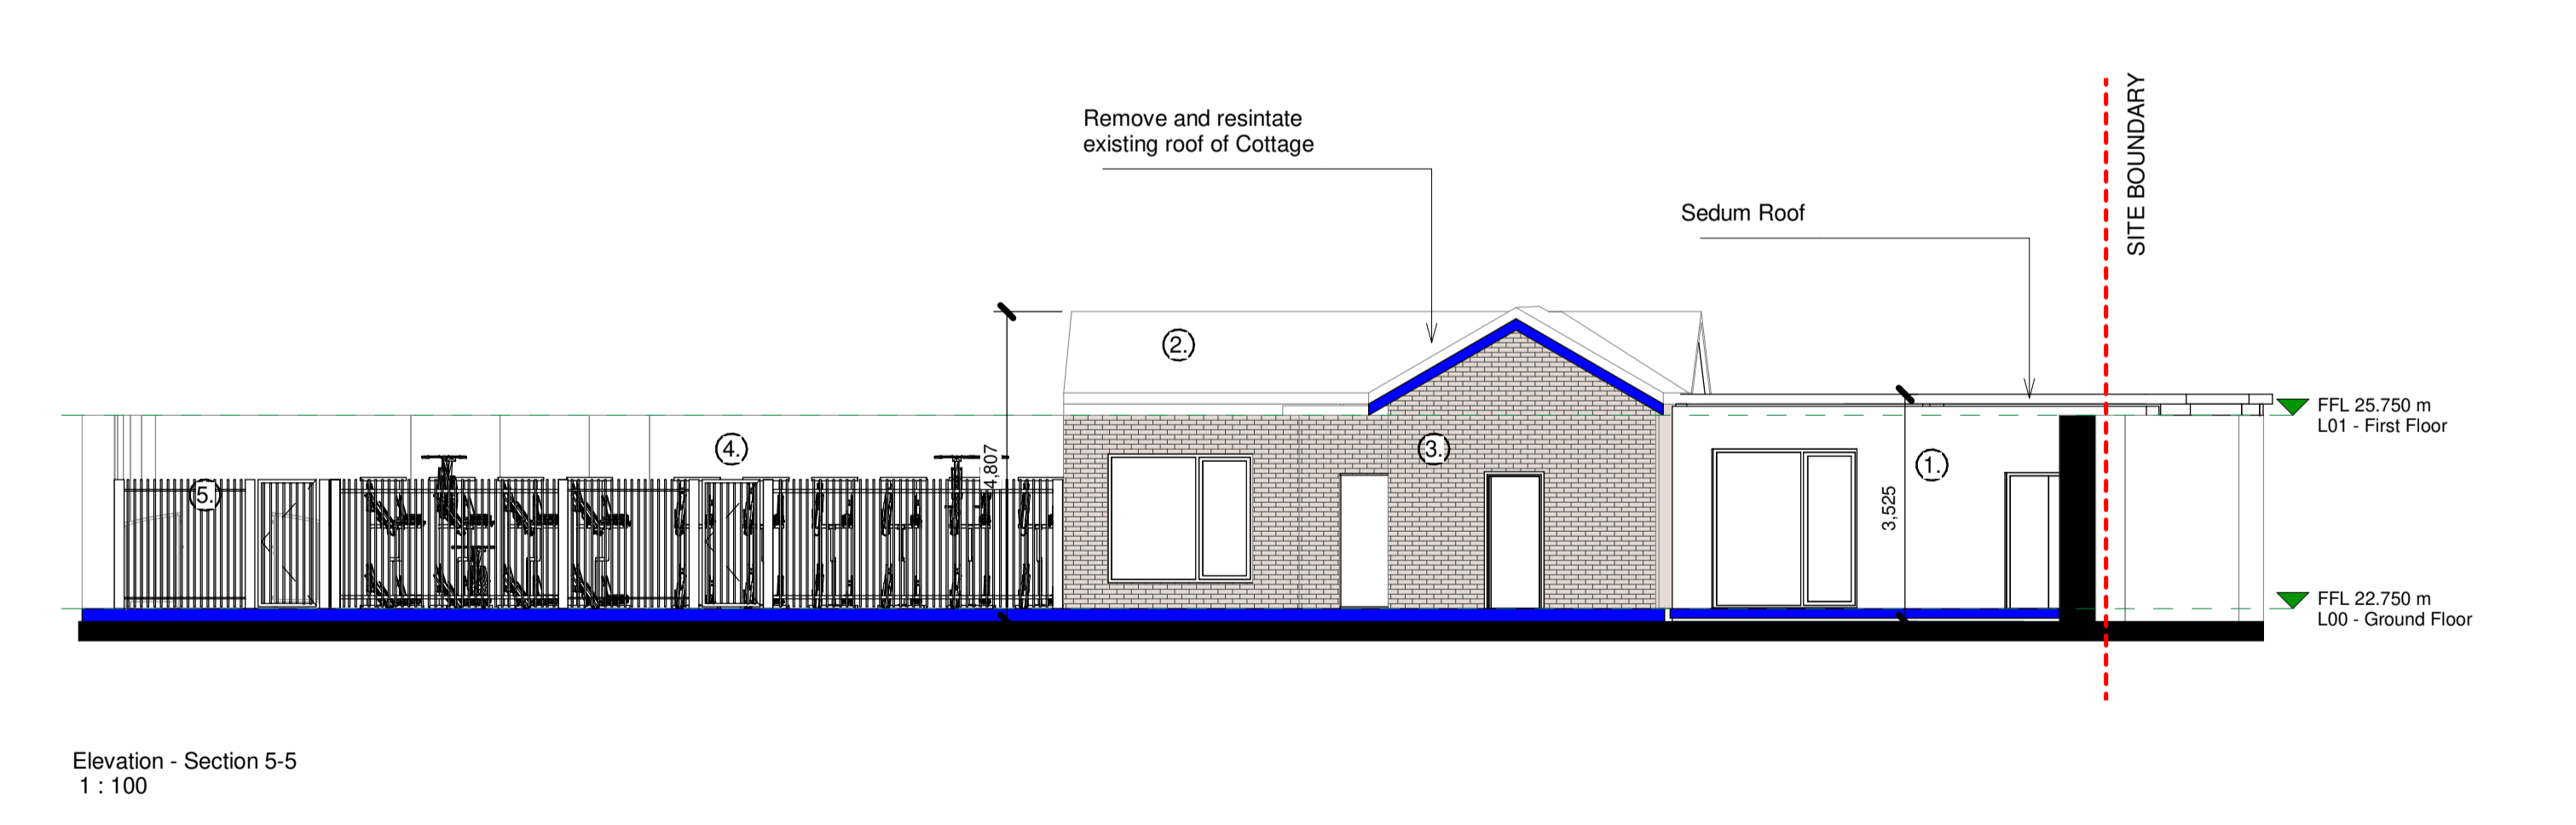 Remove and resintate
existing roof of Cottage
SITE BOUNDARY
Sedum Roof
2.
FFL 25.750 m
L01 - First Floor
4.
3.
1.
4,807
5.
3,525
FFL 22.750 m
L00 - Ground Floor
Elevation - Section 5-5
1 : 100